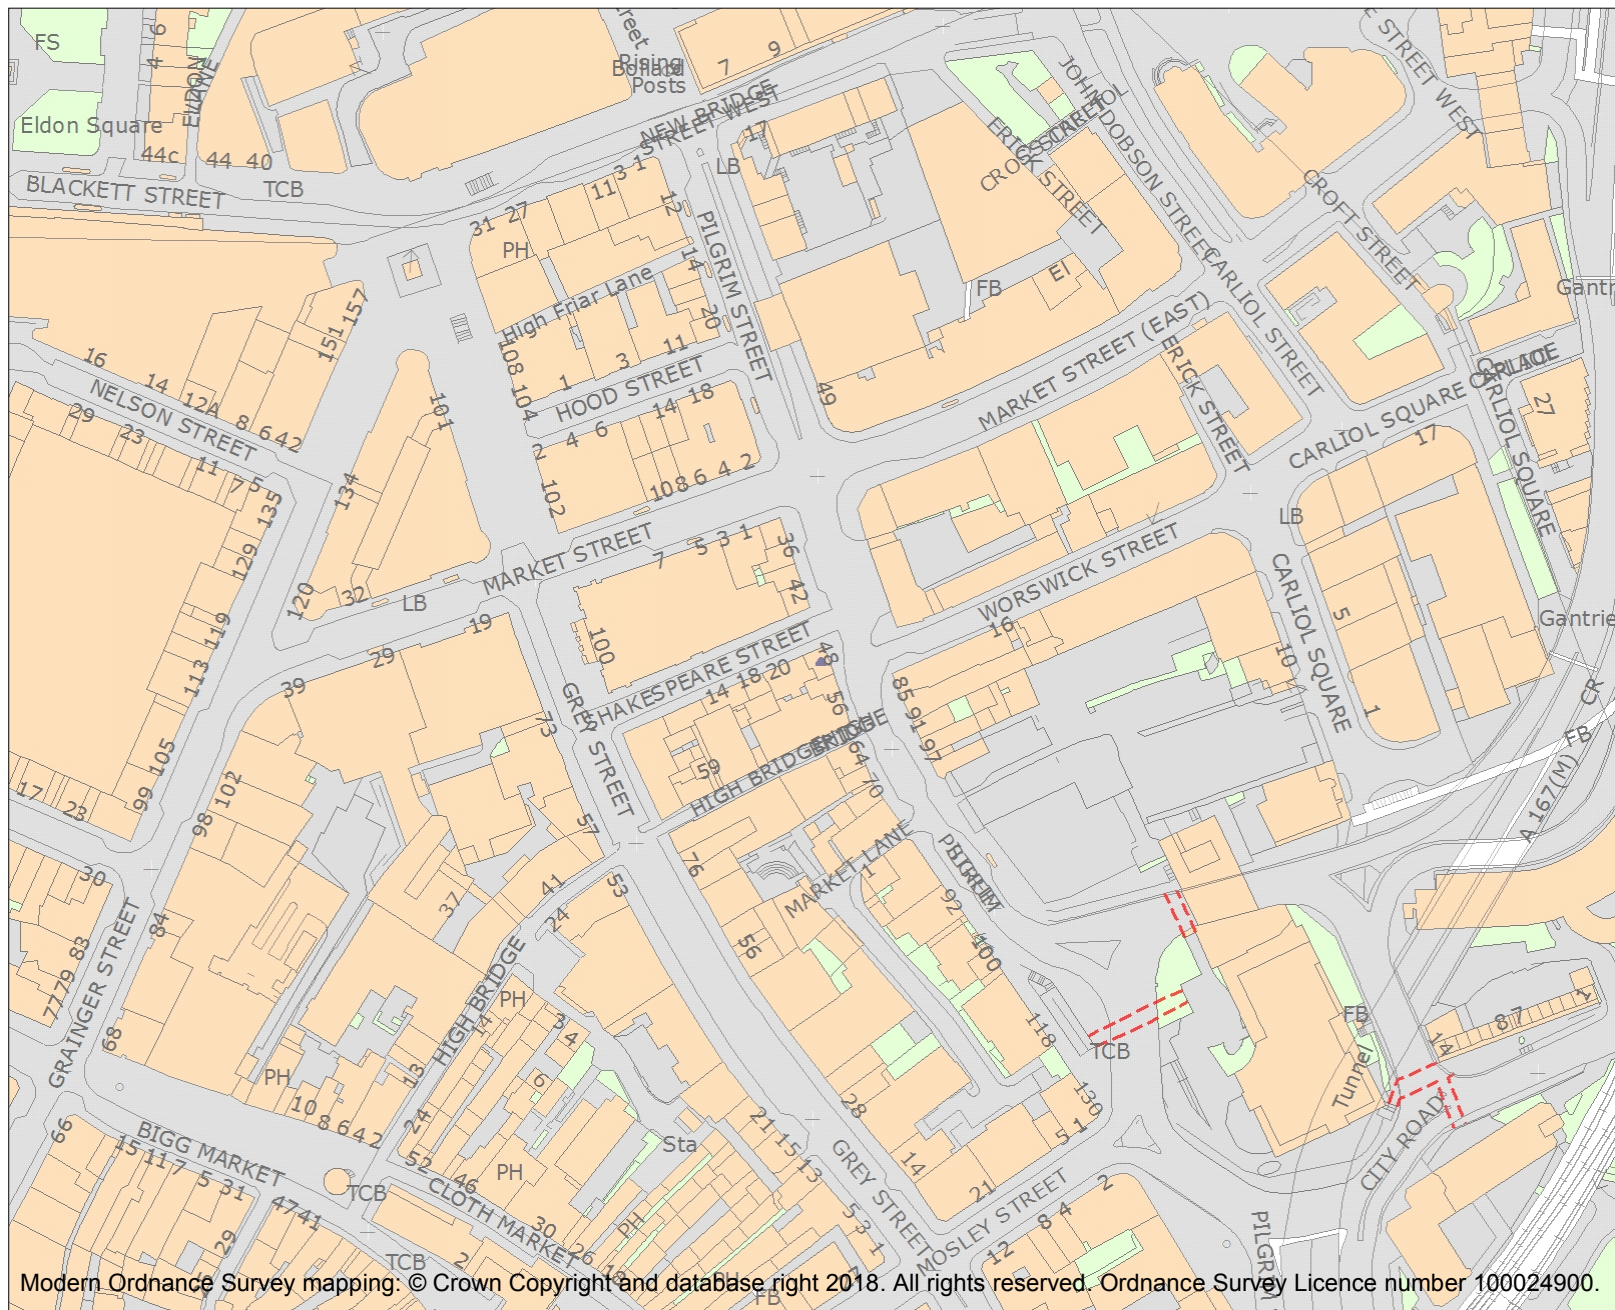 FS
6
4
ELDON
LANE
Eldon Square
44c
44
40
BLACKETT STREET
TCB
Rising
Bollard
Posts
7
9
NEW BRIDGE
STREET WEST
17
LB
31
27
11
3
1
12
PH
PILGRIM STREET
14
20
High Friar Lane
108
104
1
3
11
HOOD STREET
JOHN DOBSON STREET
ERICK STREET
CROSS CARLIOL
FB
El
E STREET WEST
CROFT STREET
CARLIOL STREET
Gantr
MARKET STREET (EAST)
ERICK STREET
49
157
151
16
14
12A
8
6
42
NELSON STREET
29
23
11
7
5
135
129
119
113
105
99
101
134
120
32
LB
2
4
6
14
18
102
10
8
6
4
2
MARKET STREET
7
5
3
1
36
42
19
29
39
100
SHAKESPEARE STREET
14
18
20
48
56
GREY STREET
73
59
HIGH BRIDGE
64
70
57
76
CARLIOL SQUARE
CARLIOL PLACE
CARLIOL SQUARE
27
17
LB
WORSWICK STREET
16
CARLIOL SQUARE
5
10
1
Gantrie
85
91
97
CR
FB
A 167(M)
17
23
30
98
102
84
83
79
77
GRAINGER STREET
68
66
37
41
24
53
HIGH BRIDGE
PH
14
3
4
6
13
24
PH
10
8
6
4
2
BIGG MARKET
15
11
7
5
31
29
47
41
TCB
TCB
2
52
46
PH
CLOTH MARKET
30
26
PH
Sta
21
15
13
5
3
1
MARKET LANE
1
92
100
56
118
130
28
14
5
1
21
GREY STREET
MOSLEY STREET
2
8
4
12
PILGRIM
TCB
FB
Tunnel
14
8
7
1
CITY ROAD
PILGRIM
FB
Modern Ordnance Survey mapping: © Crown Copyright and database right 2018. All rights reserved. Ordnance Survey Licence number 100024900.